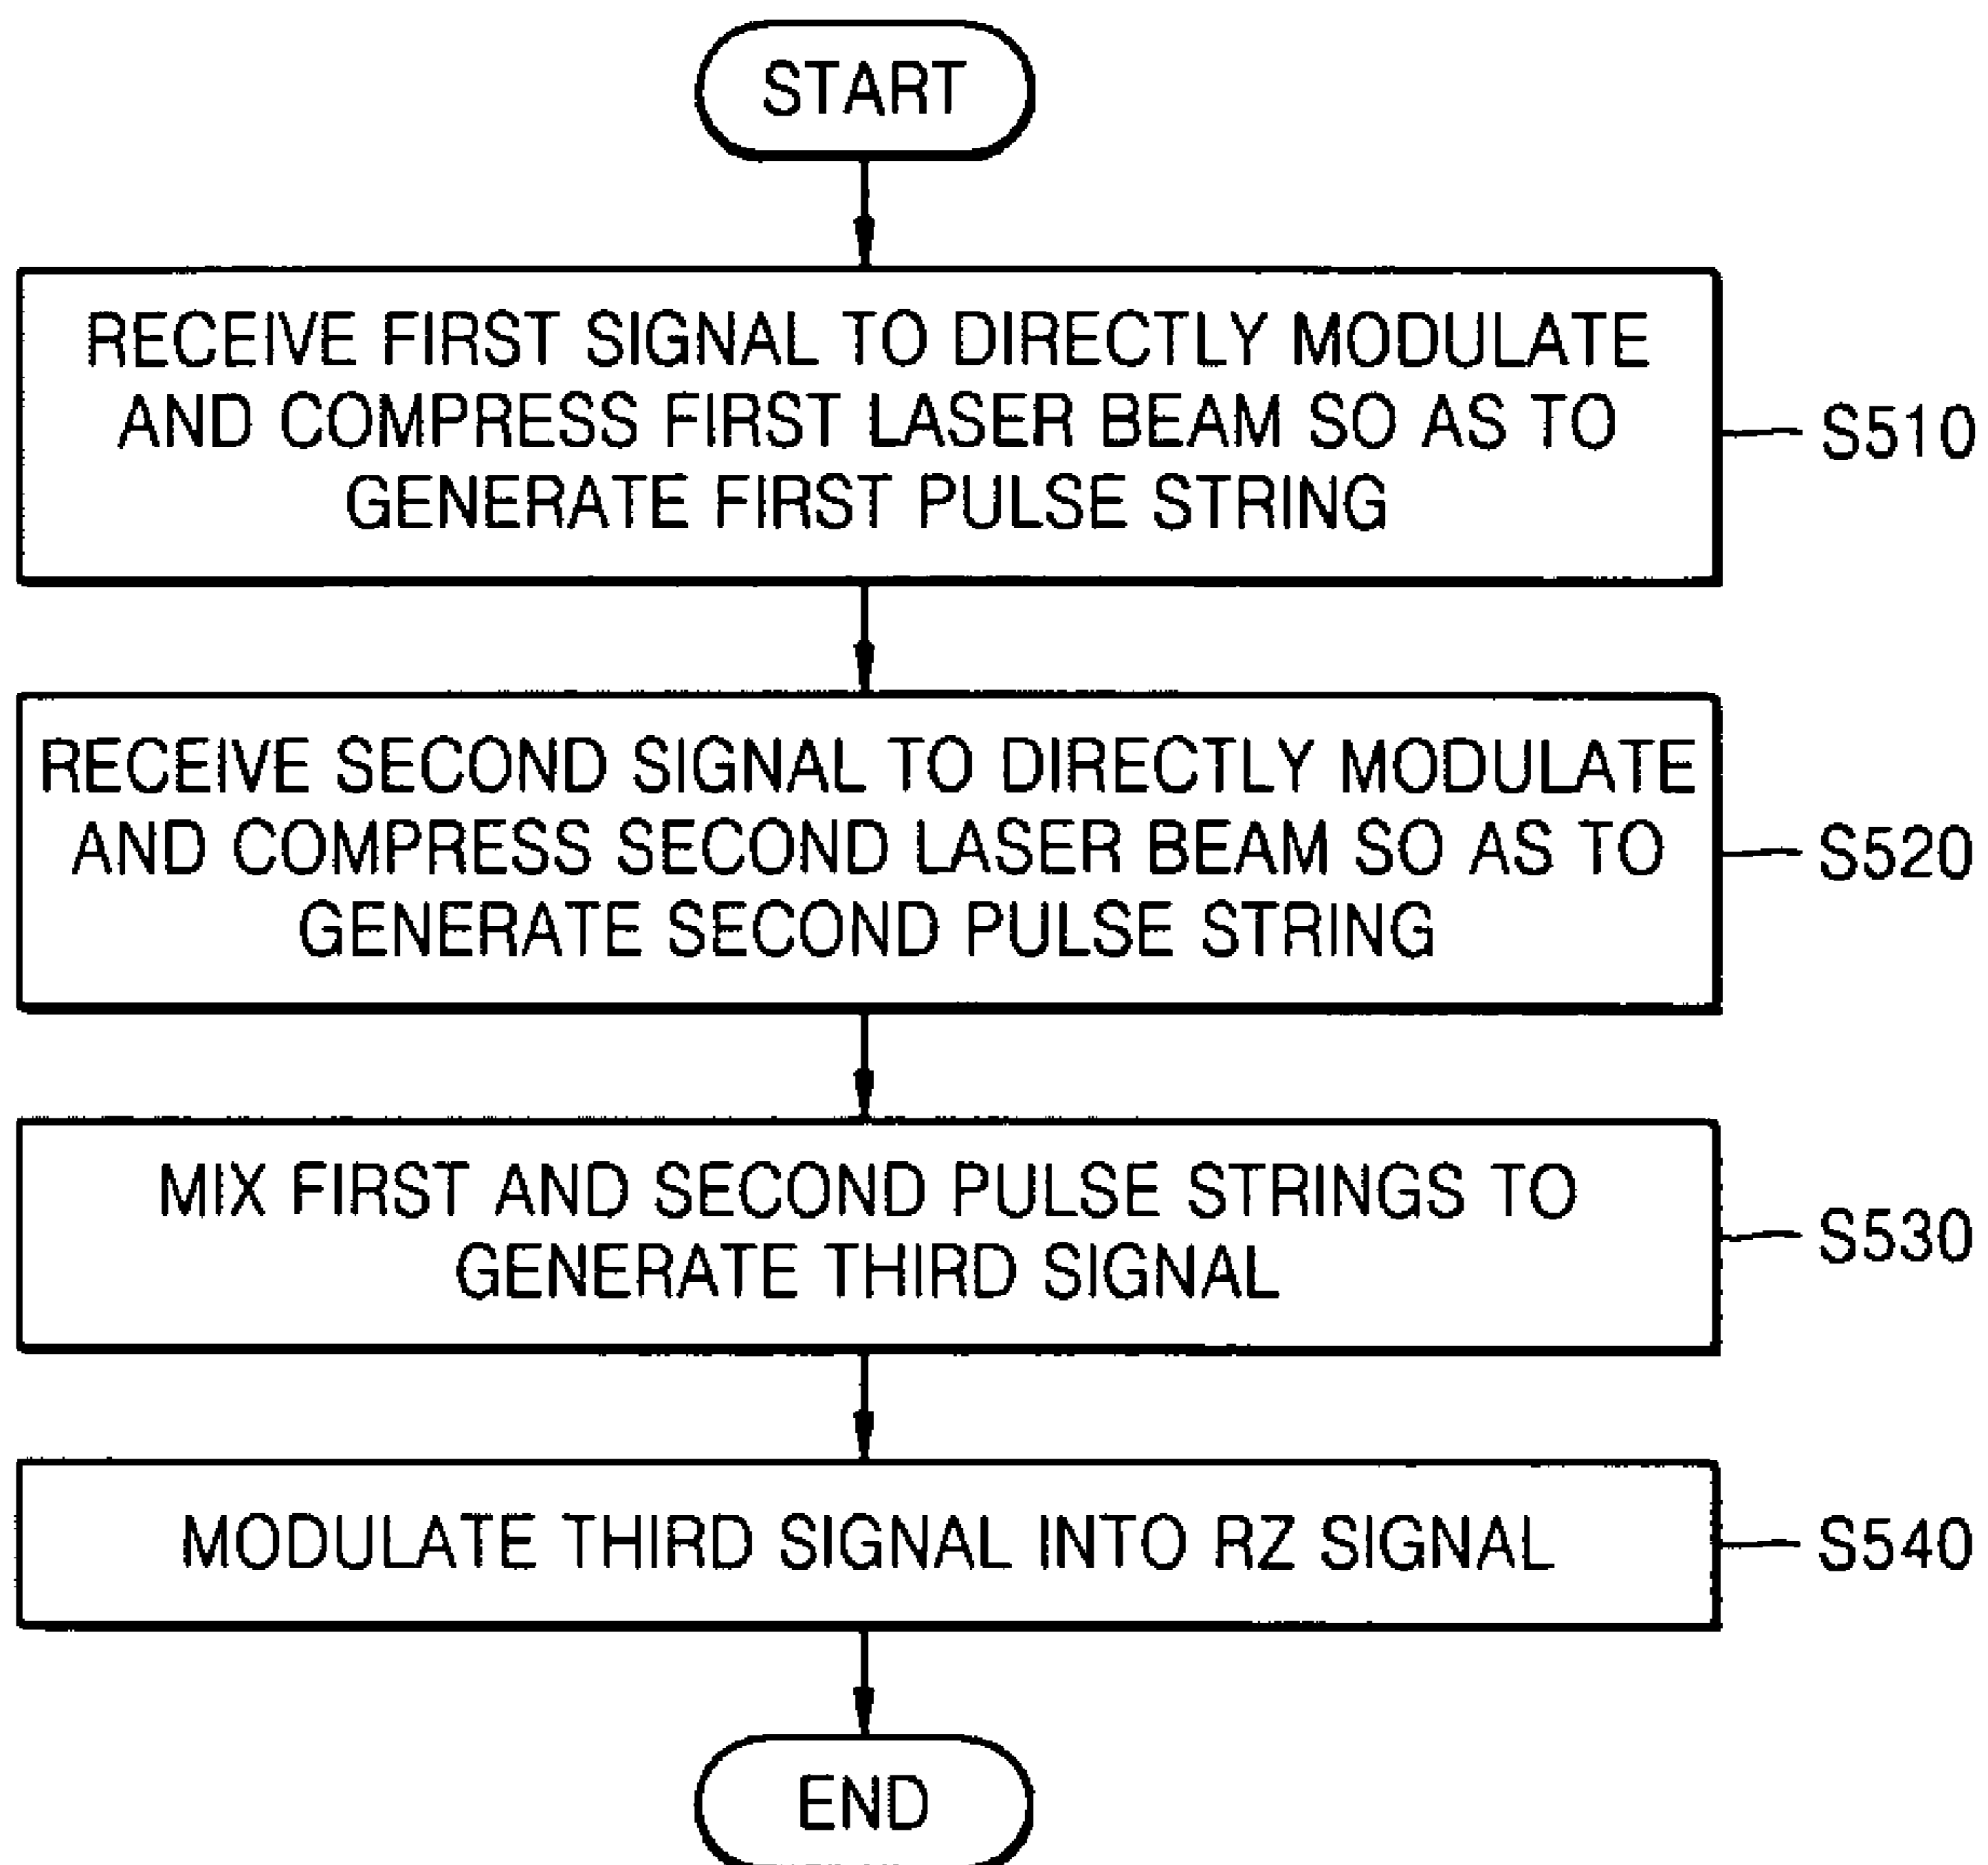 START
RECEIVE FIRST SIGNAL TO DIRECTLY MODULATE
AND COMPRESS FIRST LASER BEAM SO AS TO
GENERATE FIRST PULSE STRING
S510
RECEIVE SECOND SIGNAL TO DIRECTLY MODULATE
AND COMPRESS SECOND LASER BEAM SO AS TO
GENERATE SECOND PULSE STRING
S520
MIX FIRST AND SECOND PULSE STRINGS TO
GENERATE THIRD SIGNAL
S530
MODULATE THIRD SIGNAL INTO RZ SIGNAL
S540
END